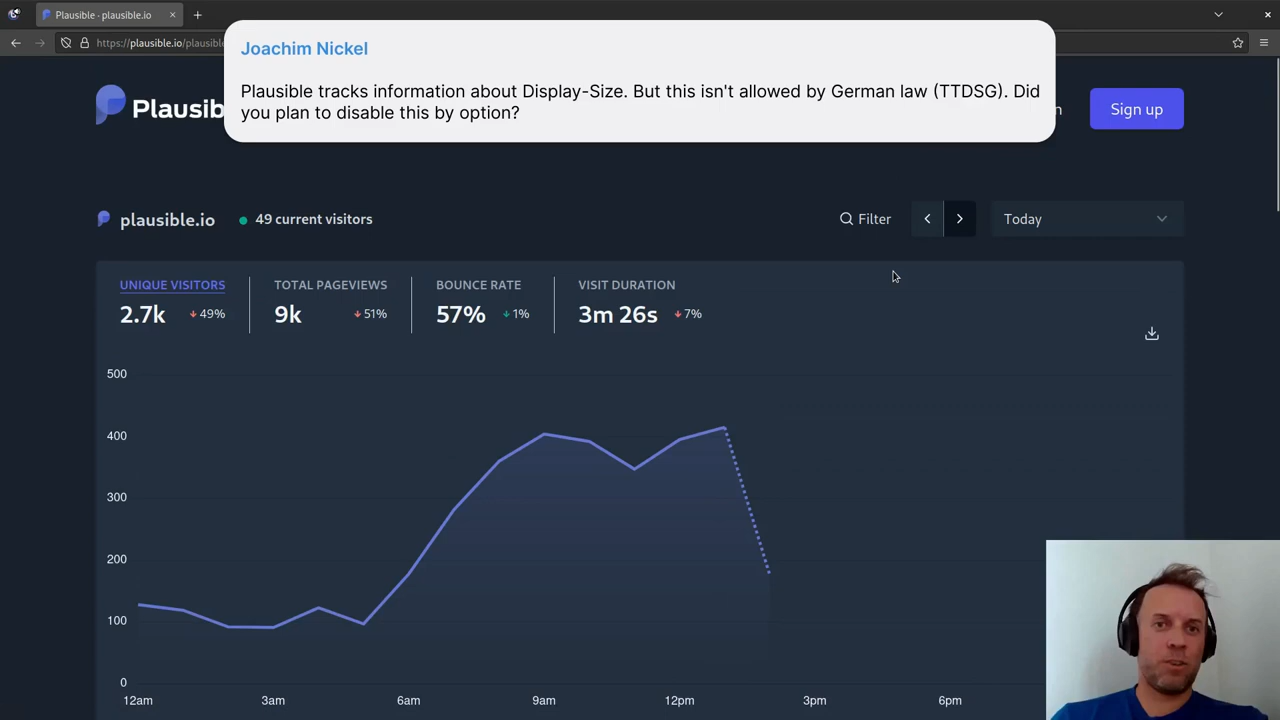 Plausible · plausible.io
https://plausible.io/plausible
Joachim Nickel
Plausible tracks information about Display-Size. But this isn't allowed by German law (TTDSG). Did
you plan to disable this by option?
Plausib
n
Sign up
plausible.io
49 current visitors
Filter
Today
UNIQUE VISITORS
TOTAL PAGEVIEWS
BOUNCE RATE
VISIT DURATION
2.7k
49%
9k
51%
57%
1%
3m 26s
7%
500
400
300
200
100
0
12am
3am
6am
9am
12pm
3pm
6pm